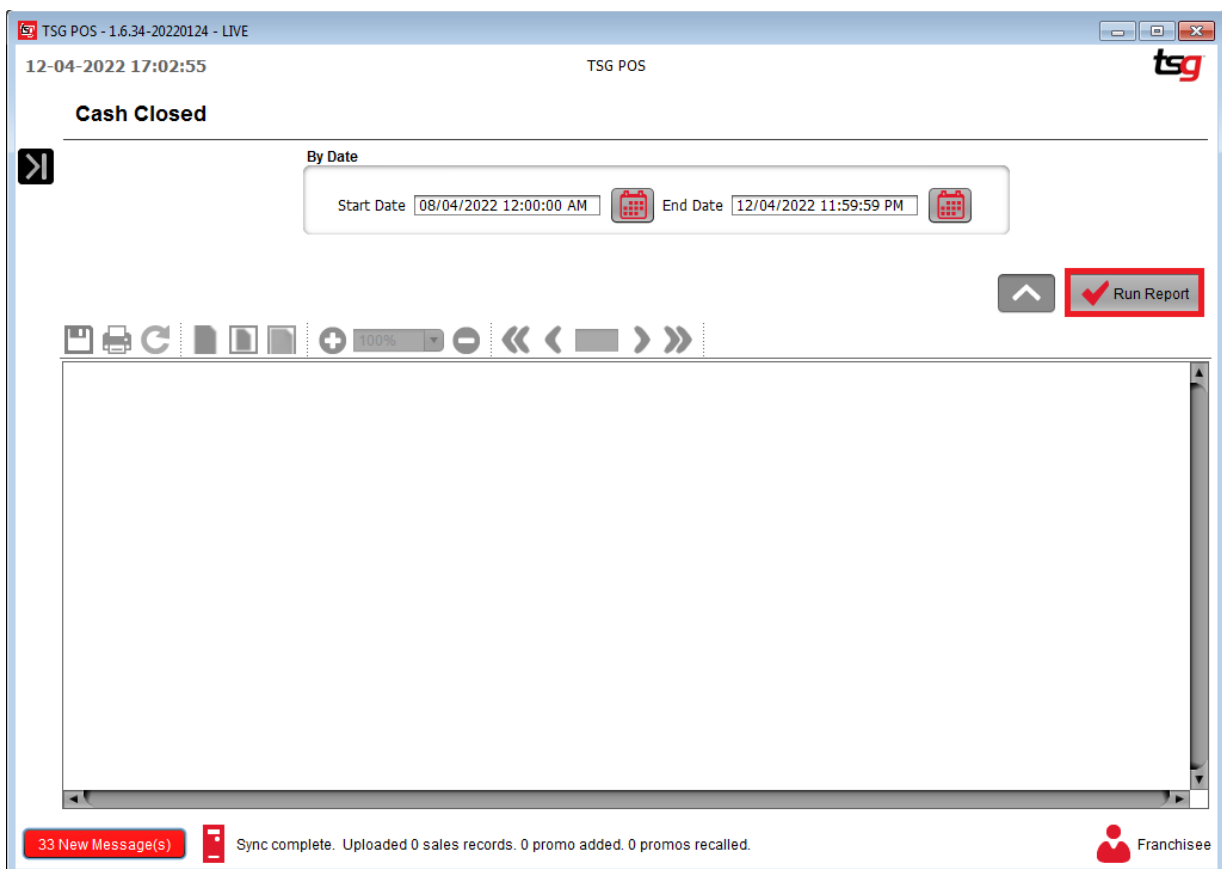 TSG POS - 1.6.34-20220124 - LIVE
12-04-2022 17:02:55
TSG POS
tsg
Cash Closed
By Date
Start Date 08/04/2022 12:00:00 AM End Date 12/04/2022 11:59:59 PM
Run Report
100%
33 New Message(s) Sync complete. Uploaded 0 sales records. 0 promo added. 0 promos recalled. Franchisee